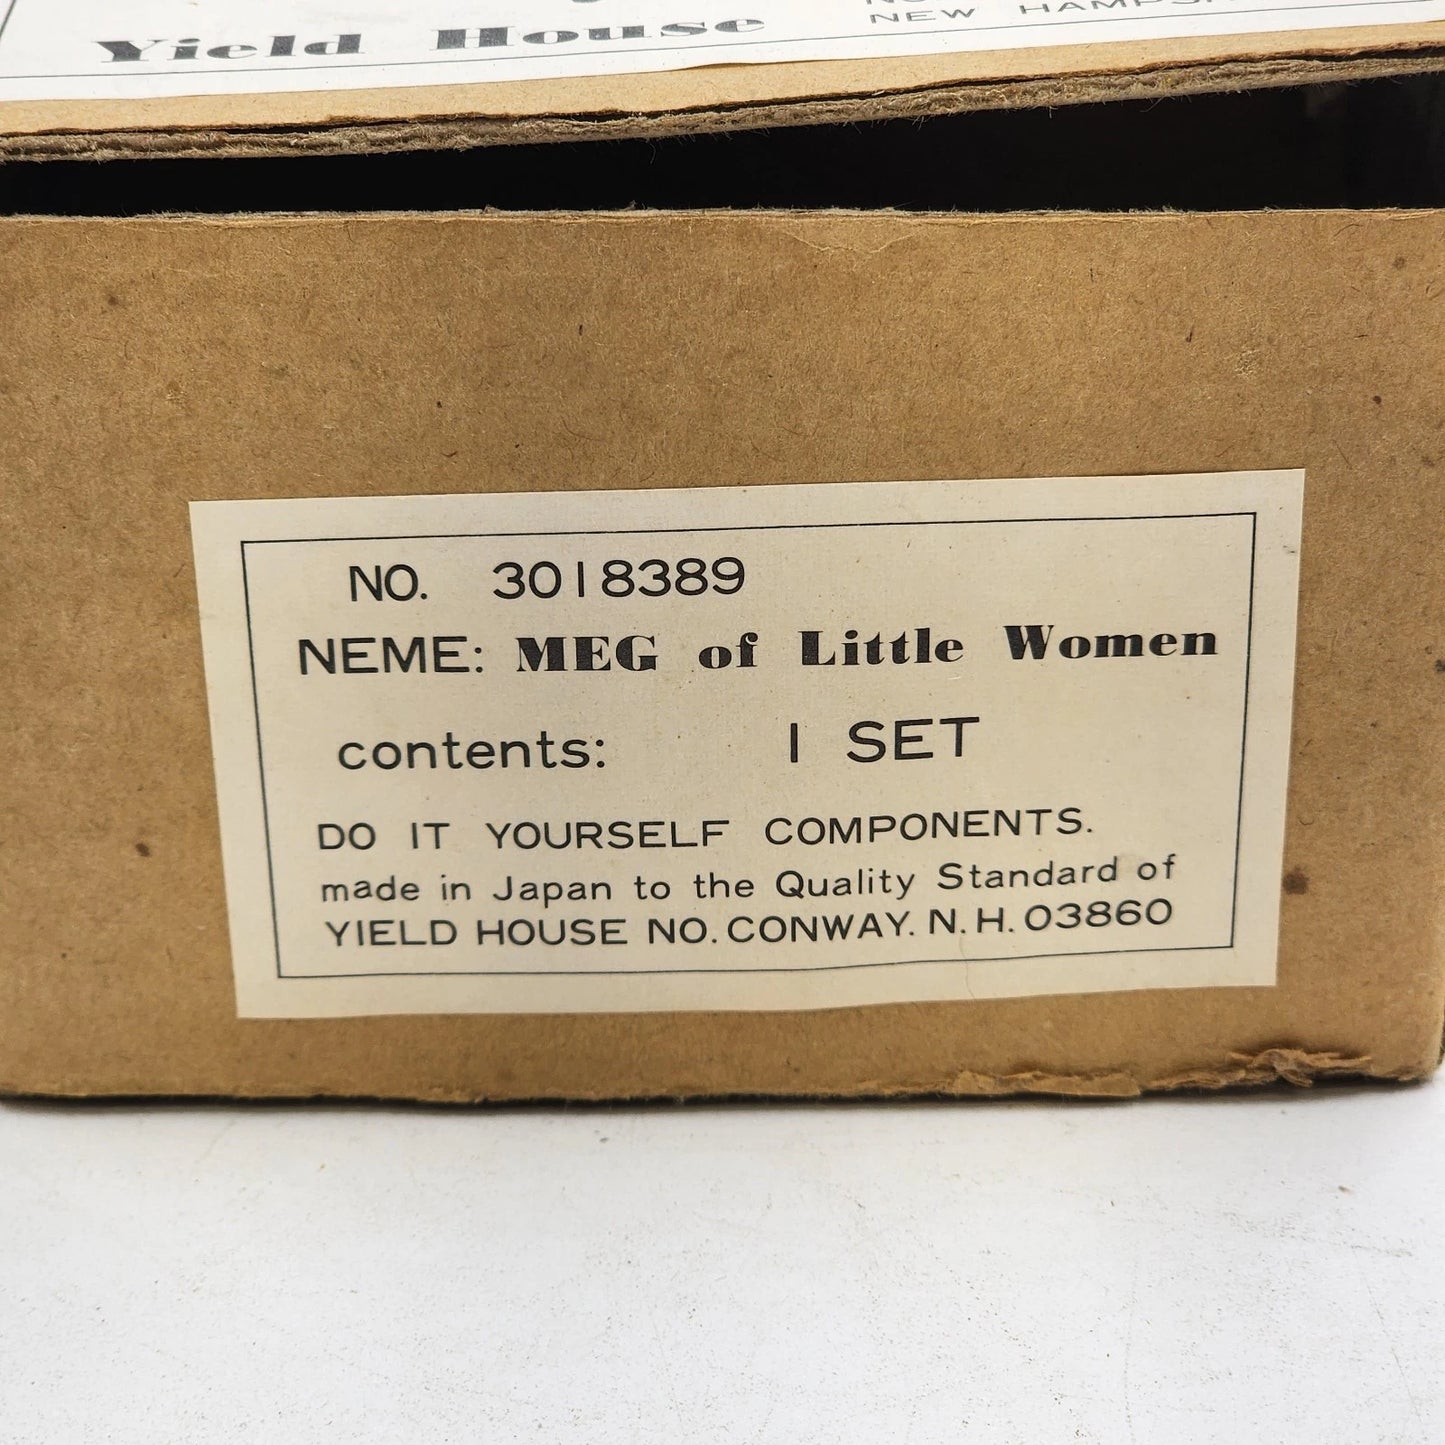 Yield House
NEW
NO. 3018389
NEME: MEG of Little Women
contents: 1 SET
DO IT YOURSELF COMPONENTS.
made in Japan to the Quality Standard of
YIELD HOUSE NO. CONWAY. N. H. 03860